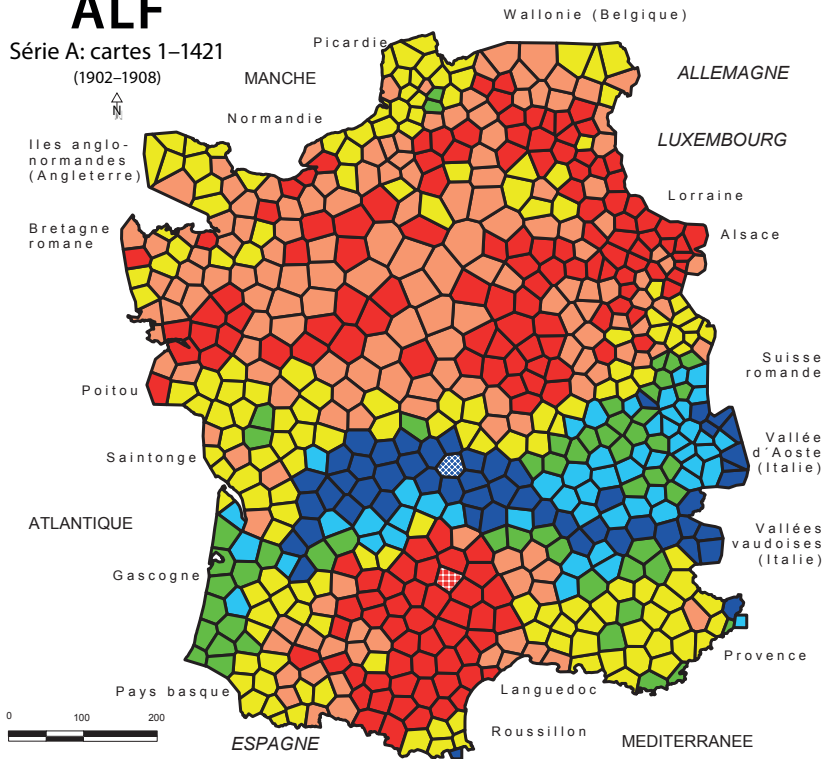 ALF
Série A: cartes 1–1421
(1902–1908)
N
Wallonie (Belgique)
Picardie
MANCHE
ALLEMAGNE
Normandie
LUXEMBOURG
Iles anglo-
normandes
(Angleterre)
Lorraine
Bretagne
romane
Alsace
Suisse
romande
Poitou
Saintonge
Vallée
d´Aoste
(Italie)
ATLANTIQUE
Vallées
vaudoises
(Italie)
Gascogne
Provence
Pays basque
Languedoc
Roussillon
ESPAGNE
MEDITERRANEE
0 100 200